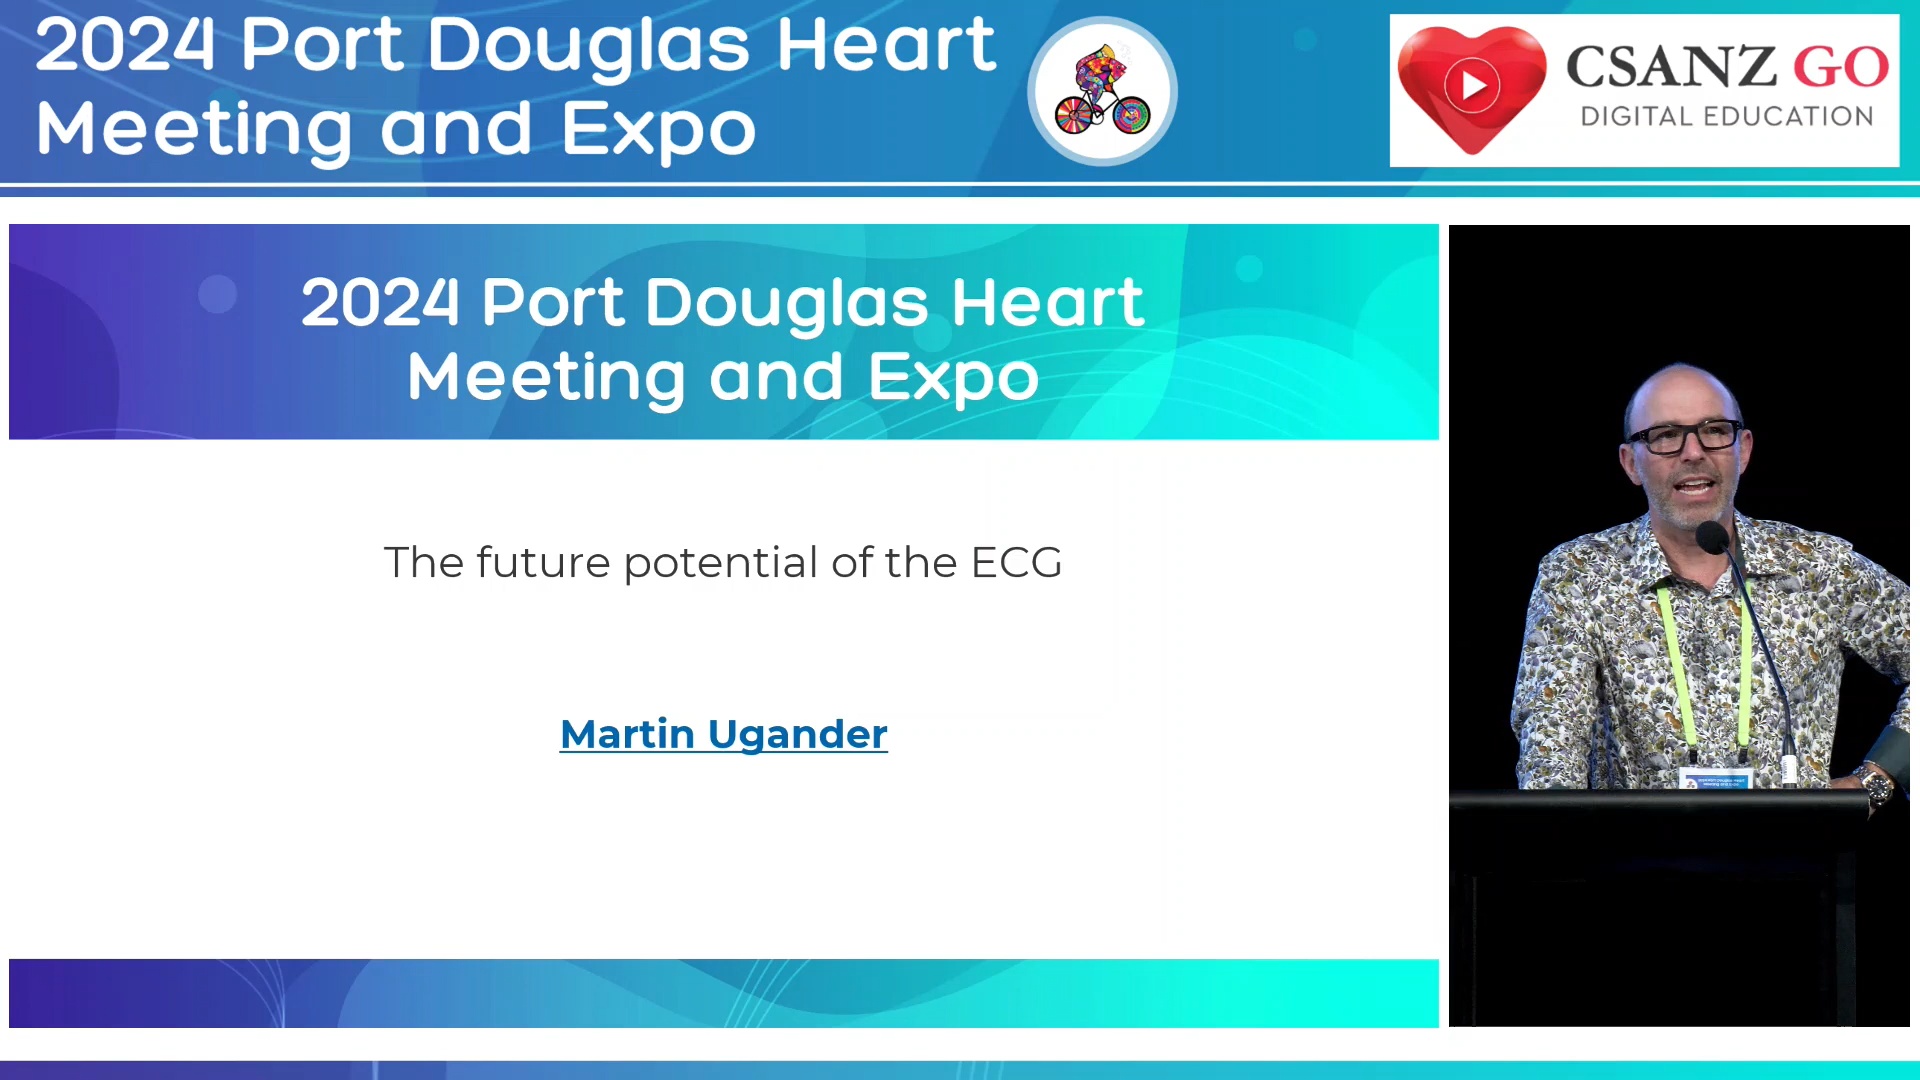 2024 Port Douglas Heart
Meeting and Expo
CSANZ GO
DIGITAL EDUCATION
2024 Port Douglas Heart
Meeting and Expo
The future potential of the ECG
Martin Ugander